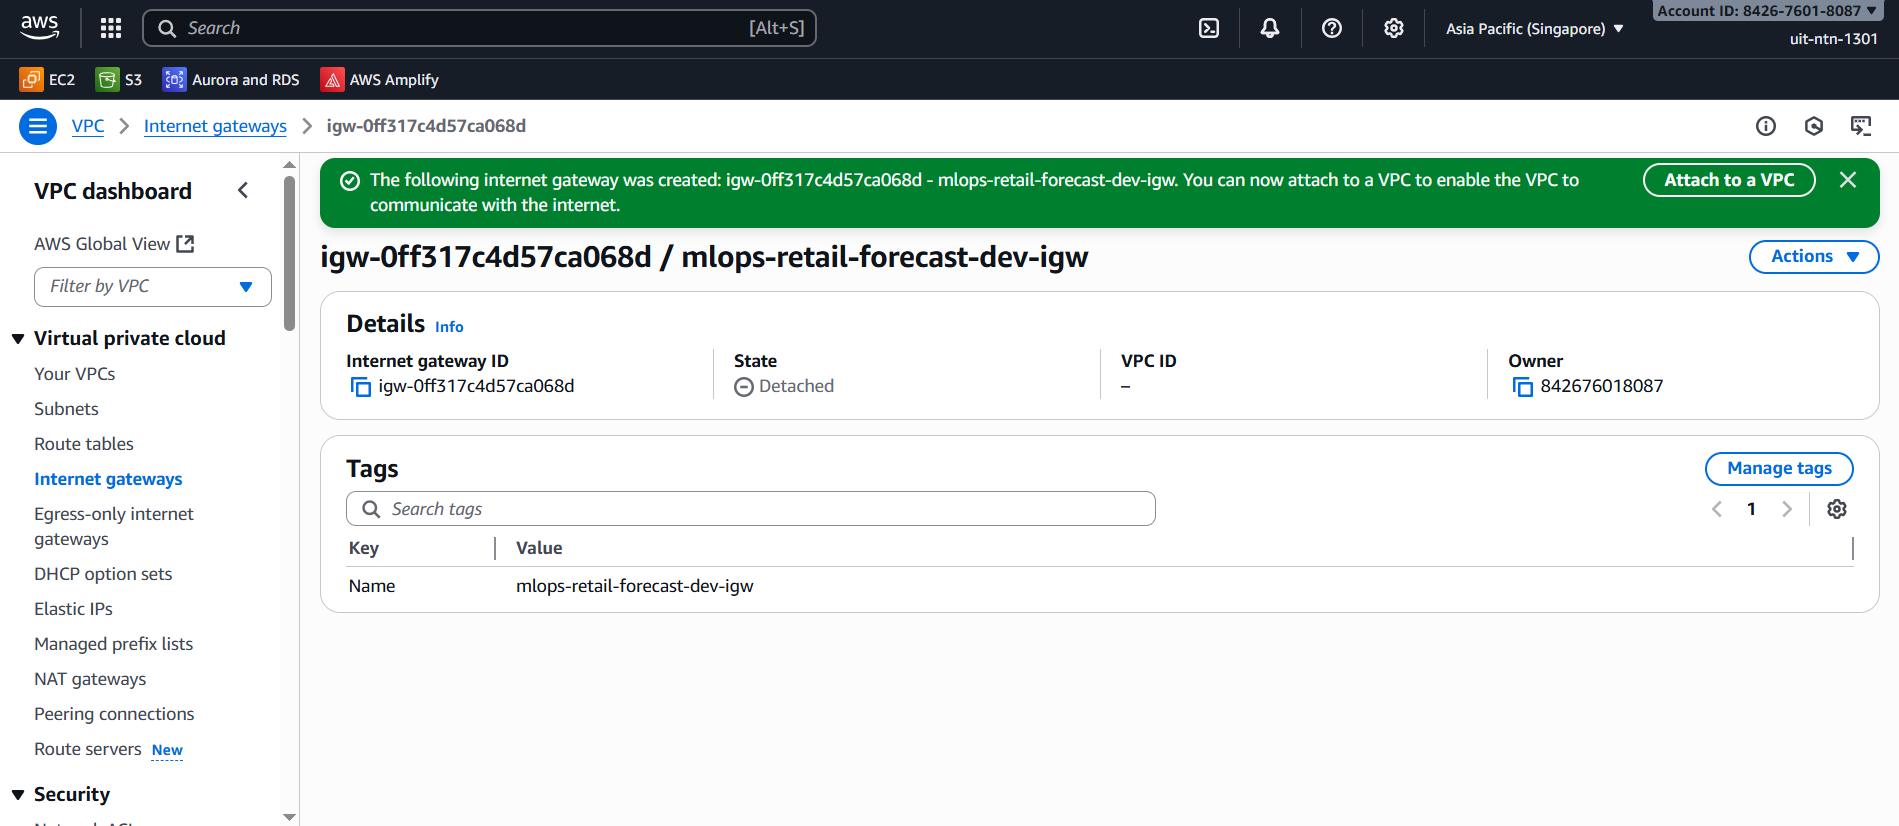 aws
Search [Alt+S]
Asia Pacific (Singapore)
Account ID: 8426-7601-8087
uit-ntn-1301
EC2
S3
Aurora and RDS
AWS Amplify
VPC
Internet gateways
igw-0ff317c4d57ca068d
VPC dashboard
AWS Global View
Filter by VPC
Virtual private cloud
Your VPCs
Subnets
Route tables
Internet gateways
Egress-only internet
gateways
DHCP option sets
Elastic IPs
Managed prefix lists
NAT gateways
Peering connections
Route servers New
Security
The following internet gateway was created: igw-0ff317c4d57ca068d - mlops-retail-forecast-dev-igw. You can now attach to a VPC to enable the VPC to
communicate with the internet.
Attach to a VPC
igw-0ff317c4d57ca068d / mlops-retail-forecast-dev-igw
Actions
Details Info
Internet gateway ID
igw-0ff317c4d57ca068d
State
Detached
VPC ID
–
Owner
842676018087
Tags
Manage tags
Search tags
1
Key Value
Name mlops-retail-forecast-dev-igw